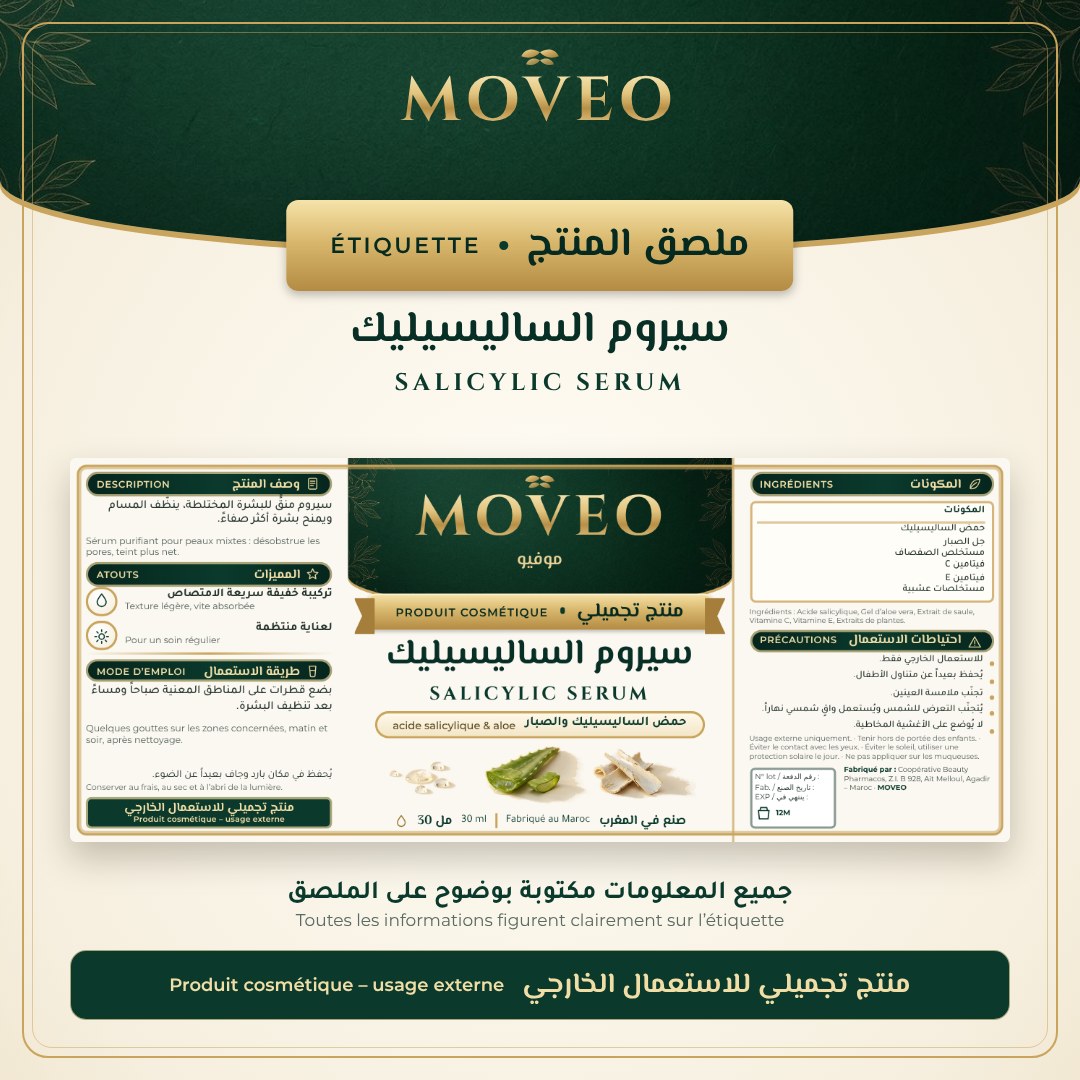 MOVEO
ÉTIQUETTE • ملصق المنتج
سيروم الساليسيليك
SALICYLIC SERUM
DESCRIPTION وصف المنتج
سيروم منقٍّ للبشرة المختلطة، ينظّف المسام
ويمنح بشرة أكثر صفاءً.
Sérum purifiant pour peaux mixtes : désobstrue les
pores, teint plus net.
ATOUTS المميزات
تركيبة خفيفة سريعة الامتصاص
Texture légère, vite absorbée
لعناية منتظمة
Pour un soin régulier
MODE D'EMPLOI طريقة الاستعمال
بضع قطرات على المناطق المعنية صباحاً ومساءً
بعد تنظيف البشرة.
Quelques gouttes sur les zones concernées, matin et
soir, après nettoyage.
يُحفظ في مكان بارد وجاف بعيداً عن الضوء.
Conserver au frais, au sec et à l'abri de la lumière.
منتج تجميلي للاستعمال الخارجي
Produit cosmétique – usage externe
MOVEO
موفيو
PRODUIT COSMÉTIQUE • منتج تجميلي
سيروم الساليسيليك
SALICYLIC SERUM
acide salicylique & aloe حمض الساليسيليك والصبار
30 مل 30 ml | Fabriqué au Maroc صنع في المغرب
INGRÉDIENTS المكونات
المكونات
حمض الساليسيليك
جل الصبار
مستخلص الصفصاف
فيتامين C
فيتامين E
مستخلصات عشبية
Ingrédients : Acide salicylique, Gel d'aloe vera, Extrait de saule,
Vitamine C, Vitamine E, Extraits de plantes.
PRÉCAUTIONS احتياطات الاستعمال
للاستعمال الخارجي فقط.
يُحفظ بعيداً عن متناول الأطفال.
تجنّب ملامسة العينين.
يُتجنّب التعرض للشمس ويُستعمل واقٍ شمسي نهاراً.
لا يُوضع على الأغشية المخاطية.
Usage externe uniquement. · Tenir hors de portée des enfants. ·
Éviter le contact avec les yeux. · Éviter le soleil, utiliser une
protection solaire le jour. · Ne pas appliquer sur les muqueuses.
N° lot / رقم الدفعة :
Fab. / تاريخ الصنع :
EXP / ينتهي في :
12M
Fabriqué par : Coopérative Beauty
Pharmacos, Z.I. B 928, Aït Melloul, Agadir
– Maroc · MOVEO
جميع المعلومات مكتوبة بوضوح على الملصق
Toutes les informations figurent clairement sur l'étiquette
Produit cosmétique – usage externe منتج تجميلي للاستعمال الخارجي